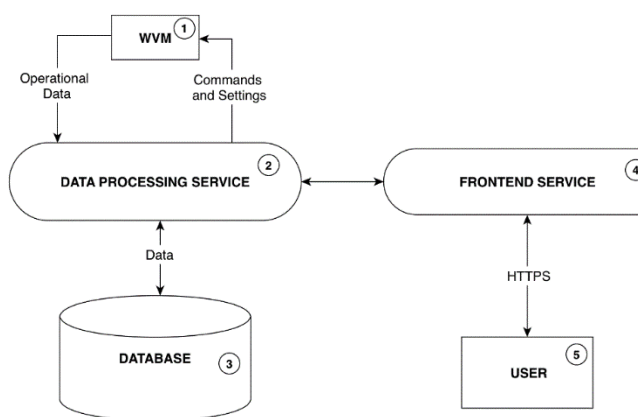 WVM
1
Operational
Data
Commands
and Settings
2
DATA PROCESSING SERVICE
4
FRONTEND SERVICE
Data
HTTPS
DATABASE
3
5
USER